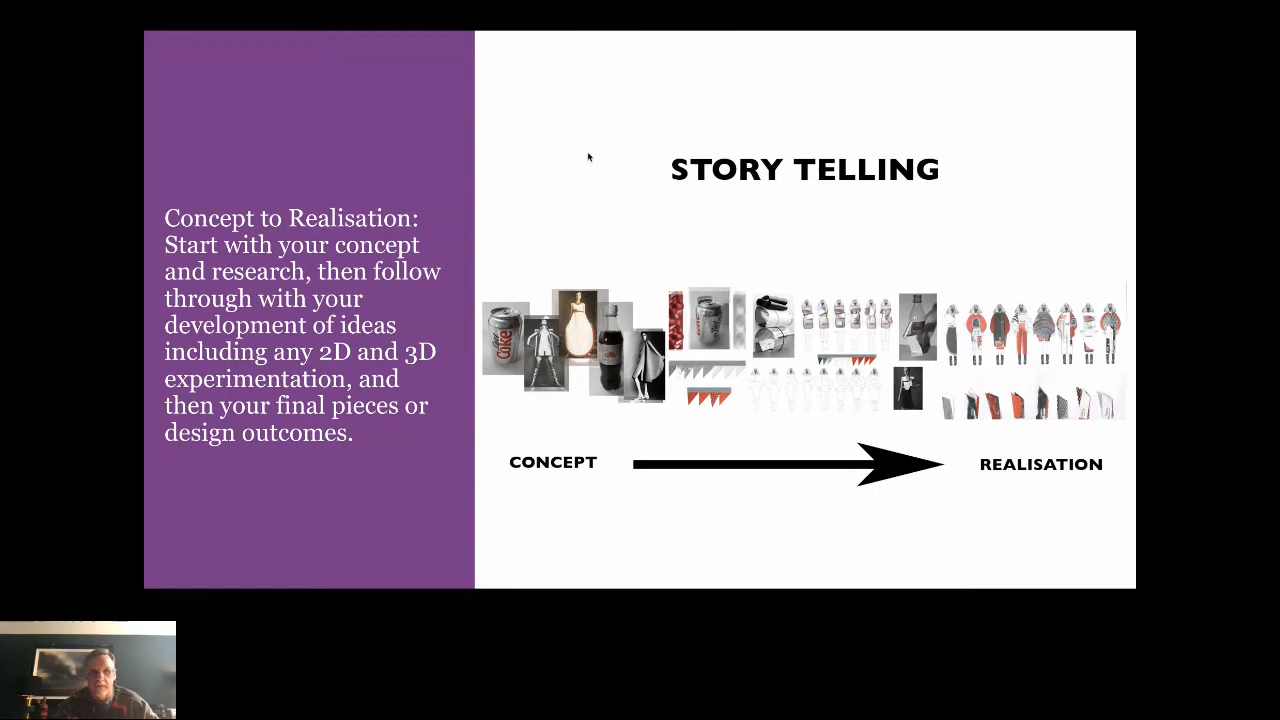 STORY TELLING
Concept to Realisation:
Start with your concept
and research, then follow
through with your
development of ideas
including any 2D and 3D
experimentation, and
then your final pieces or
design outcomes.
Coke
CONCEPT
REALISATION